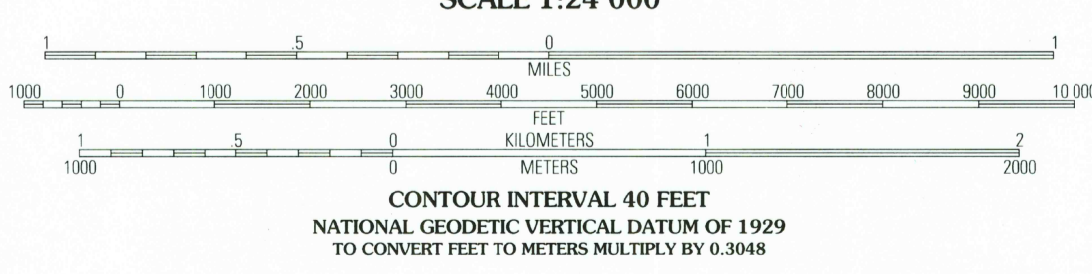 SCALE 1:24 000
1 .5 0 1
MILES
1000 0 1000 2000 3000 4000 5000 6000 7000 8000 9000 10 000
FEET
1 .5 0 KILOMETERS 1 2
1000 0 METERS 1000 2000
CONTOUR INTERVAL 40 FEET
NATIONAL GEODETIC VERTICAL DATUM OF 1929
TO CONVERT FEET TO METERS MULTIPLY BY 0.3048